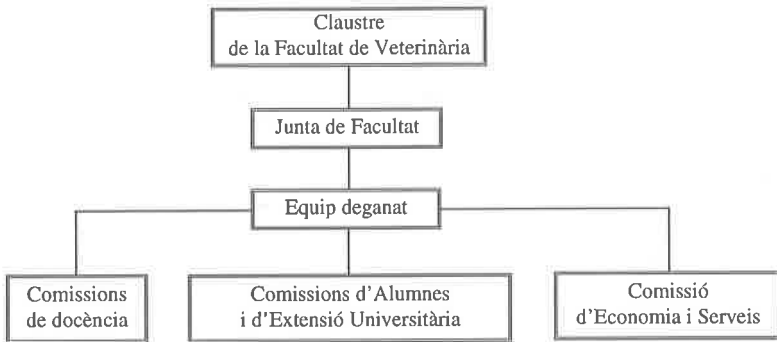 Claustre
de la Facultat de Veterinària
Junta de Facultat
Equip deganat
Comissions
de docència
Comissions d'Alumnes
i d'Extensió Universitària
Comissió
d'Economia i Serveis